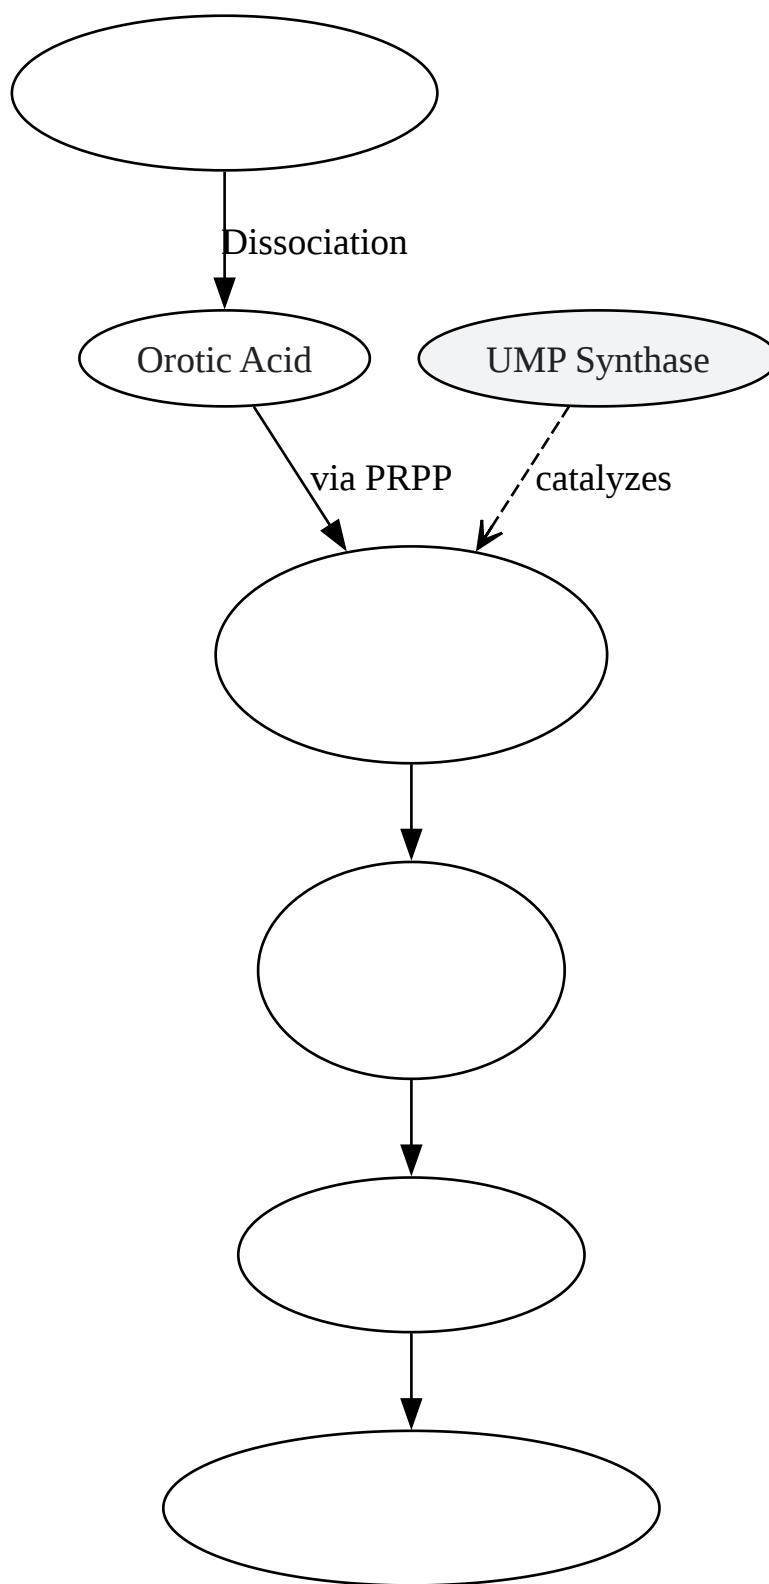 Dissociation
Orotic Acid
UMP Synthase
via PRPP
catalyzes